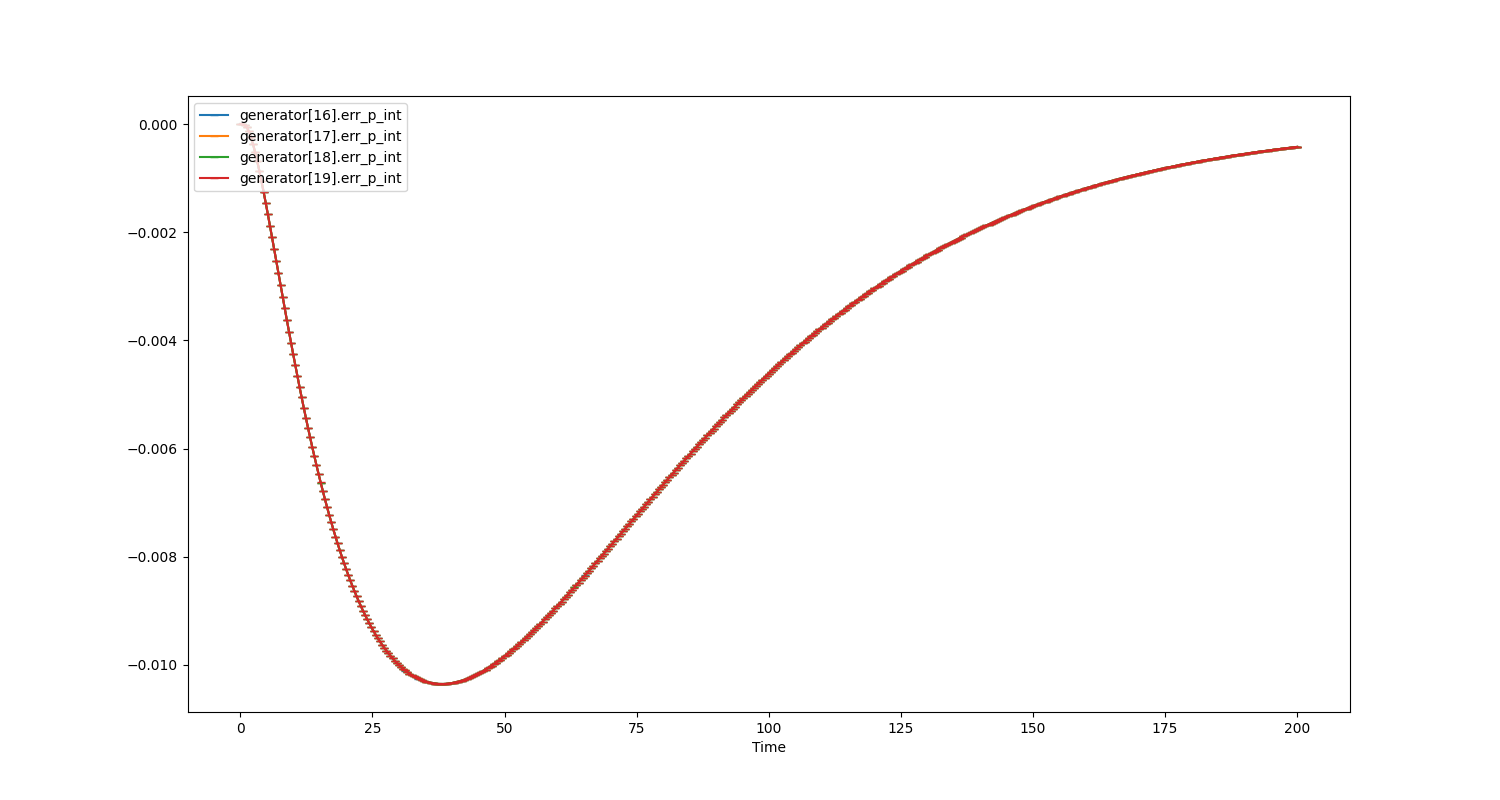 generator[16].err_p_int
generator[17].err_p_int
generator[18].err_p_int
generator[19].err_p_int
0.000
−0.002
−0.004
−0.006
−0.008
−0.010
0 25 50 75 100 125 150 175 200
Time